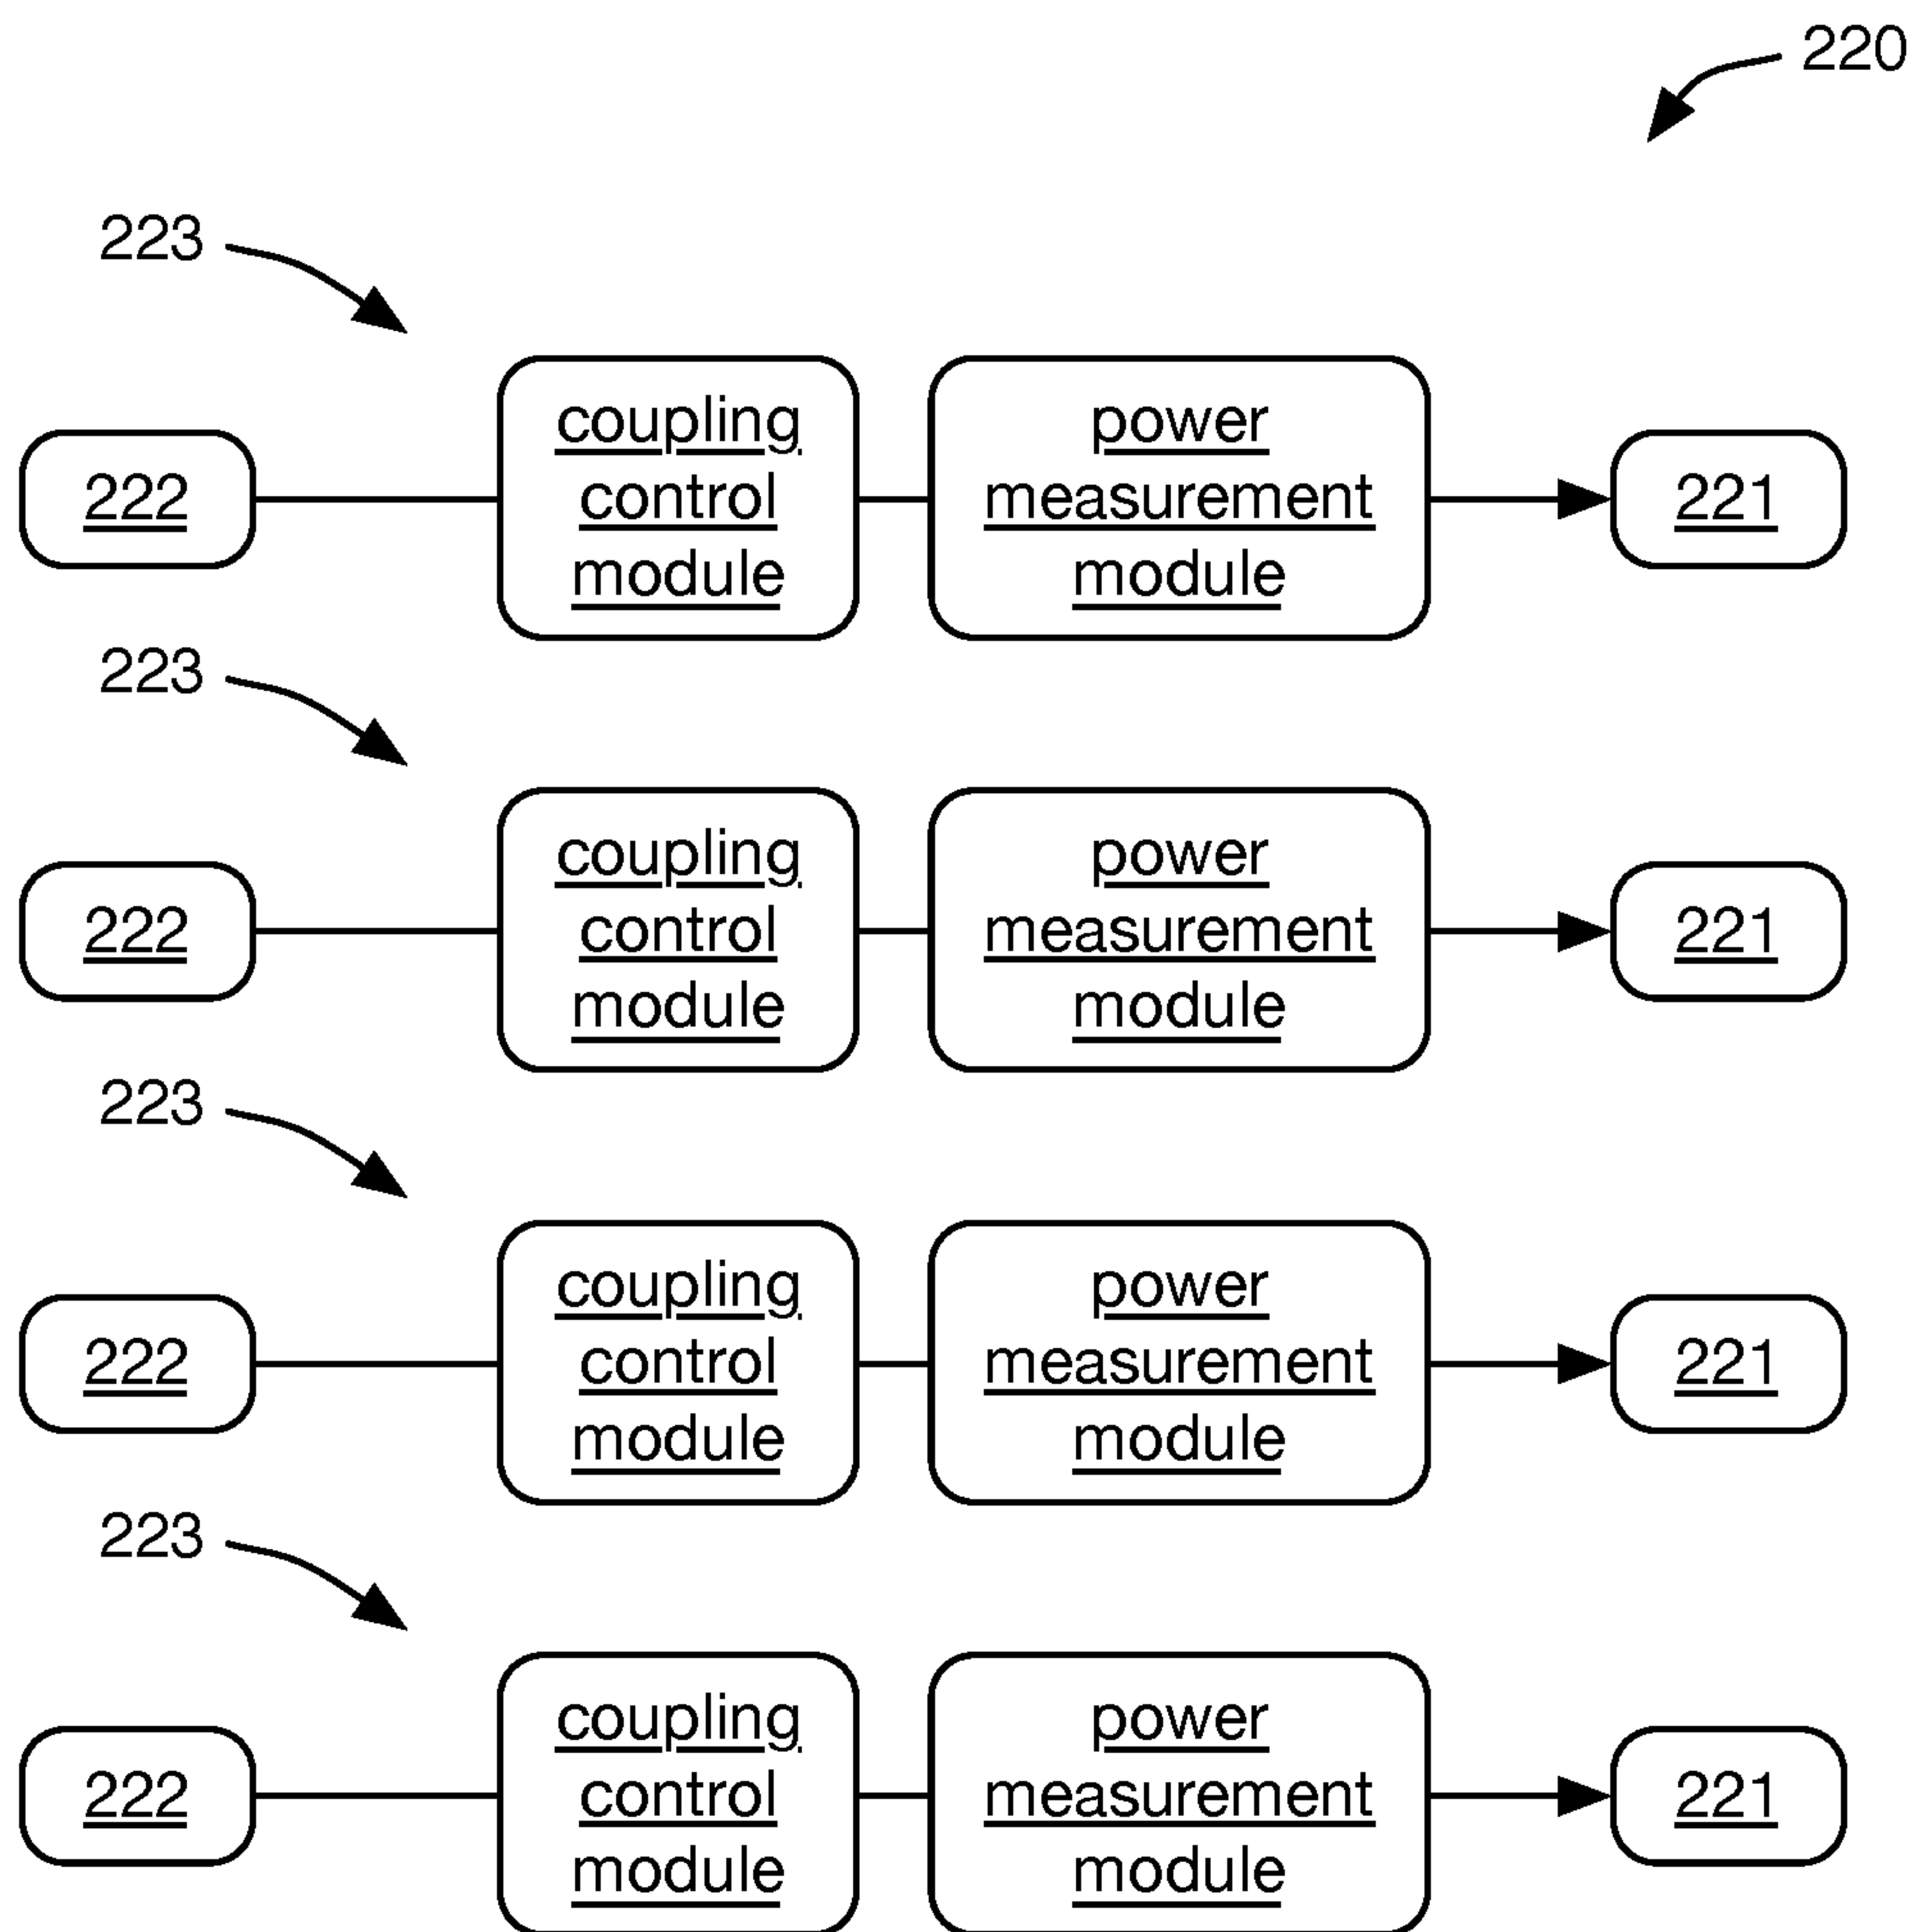 220
223
coupling
control
module
power
measurement
module
222
221
223
coupling
control
module
power
measurement
module
222
221
223
coupling
control
module
power
measurement
module
222
221
223
coupling
control
module
power
measurement
module
222
221